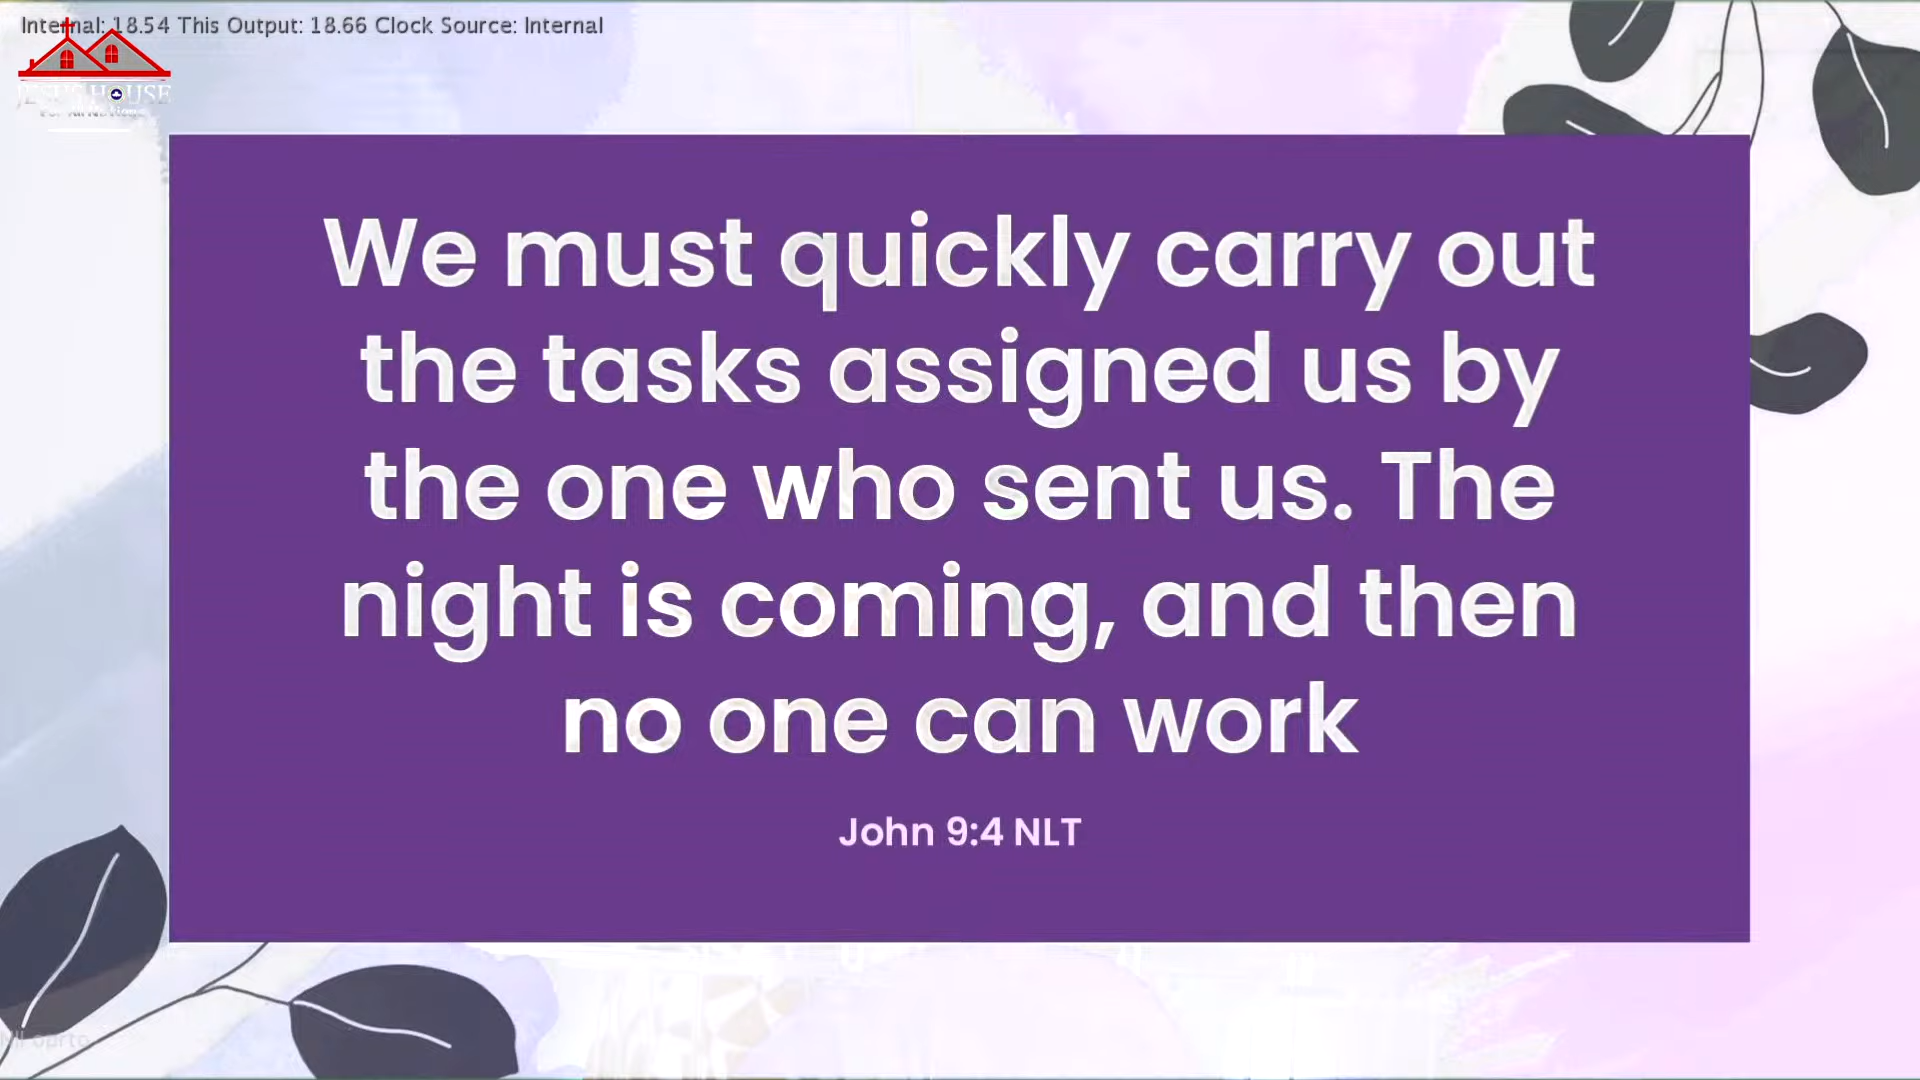 Internal: 18.54 This Output: 18.66 Clock Source: Internal
JESUS HOUSE
We must quickly carry out
the tasks assigned us by
the one who sent us. The
night is coming, and then
no one can work
John 9:4 NLT